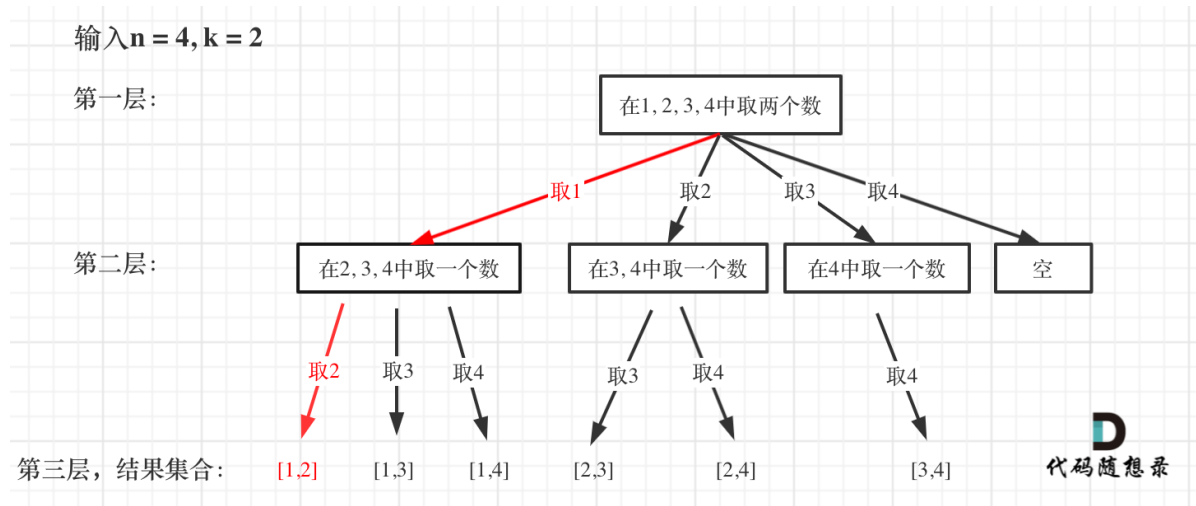 输入n = 4, k = 2
第一层：
在1, 2, 3, 4中取两个数
取1
取2
取3
取4
第二层：
在2, 3, 4中取一个数
在3, 4中取一个数
在4中取一个数
空
取2
取3
取4
取3
取4
取4
第三层，结果集合：
[1,2]
[1,3]
[1,4]
[2,3]
[2,4]
[3,4]
代码随想录